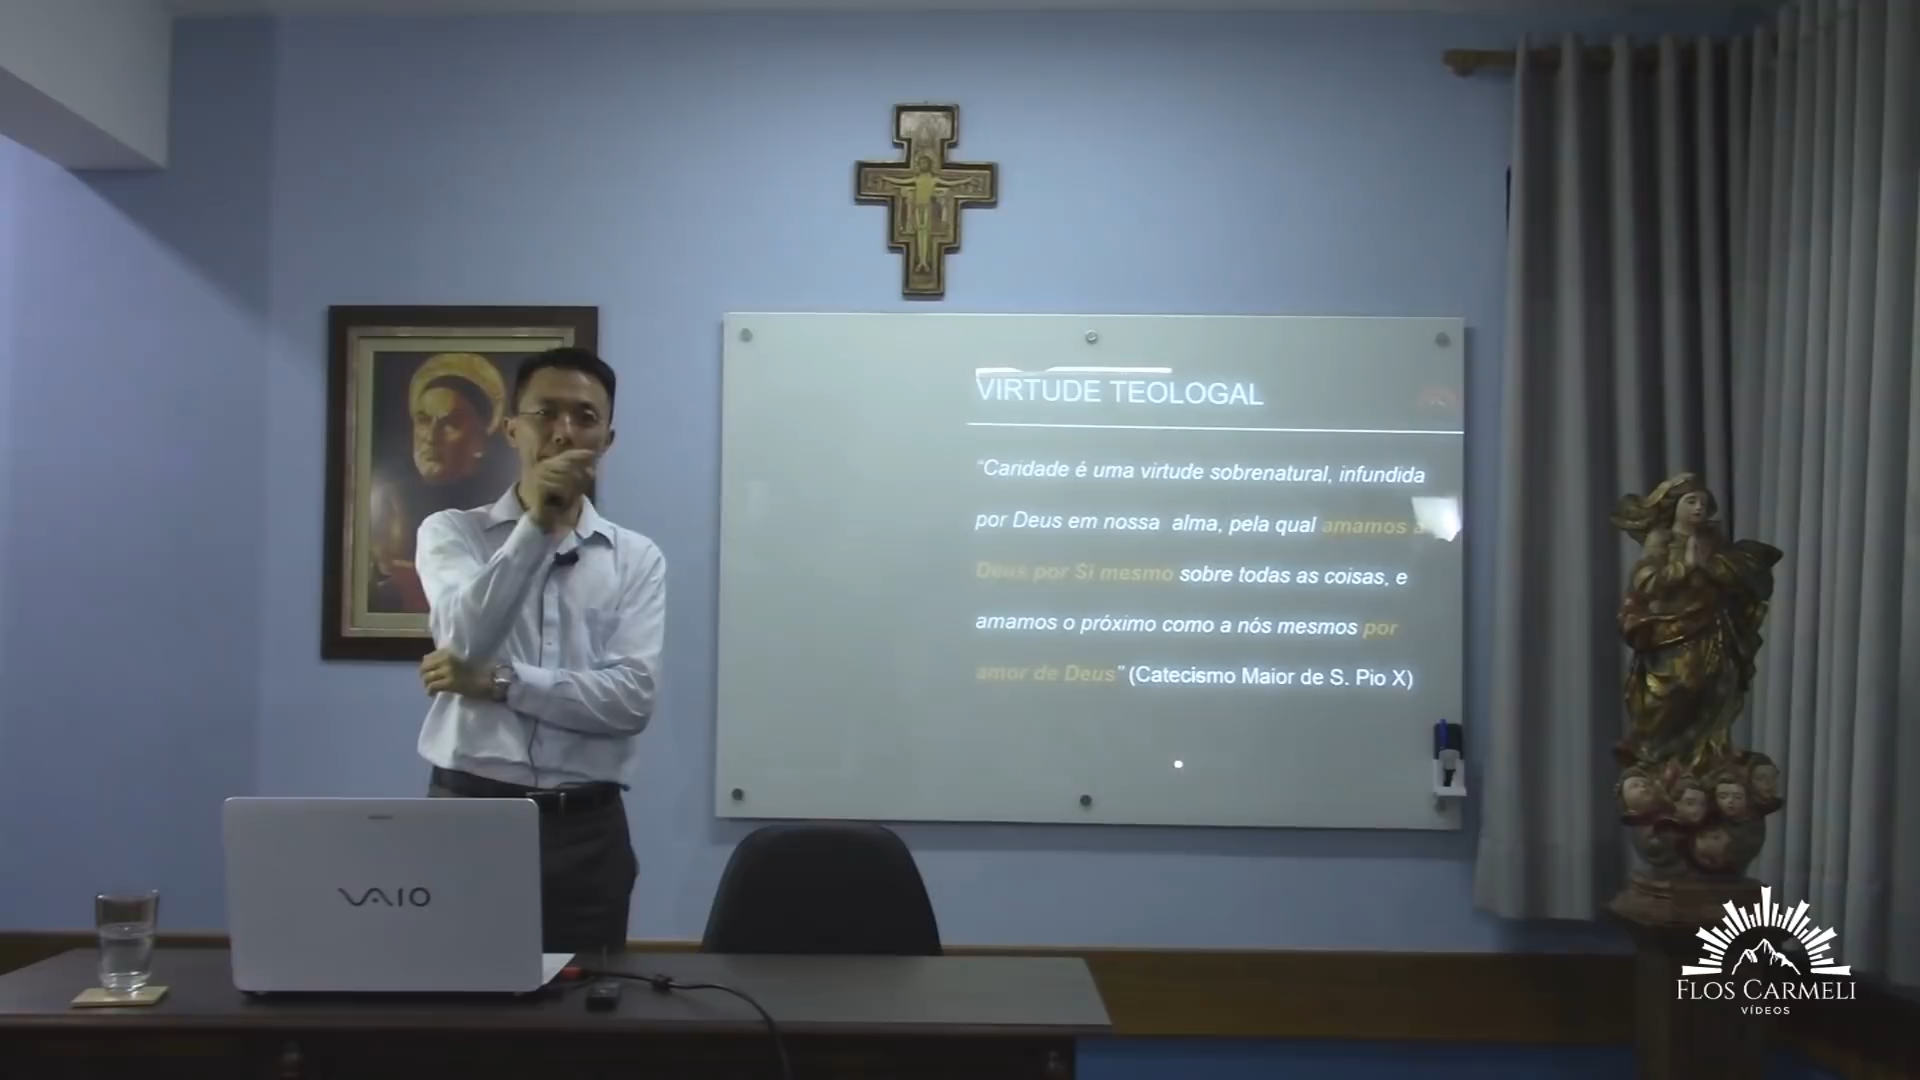 VIRTUDE TEOLOGAL
“Caridade é uma virtude sobrenatural, infundida
por Deus em nossa alma, pela qual amamos a
Deus por Si mesmo sobre todas as coisas, e
amamos o próximo como a nós mesmos por
amor de Deus” (Catecismo Maior de S. Pio X)
VAIO
FLOS CARMELI
VÍDEOS